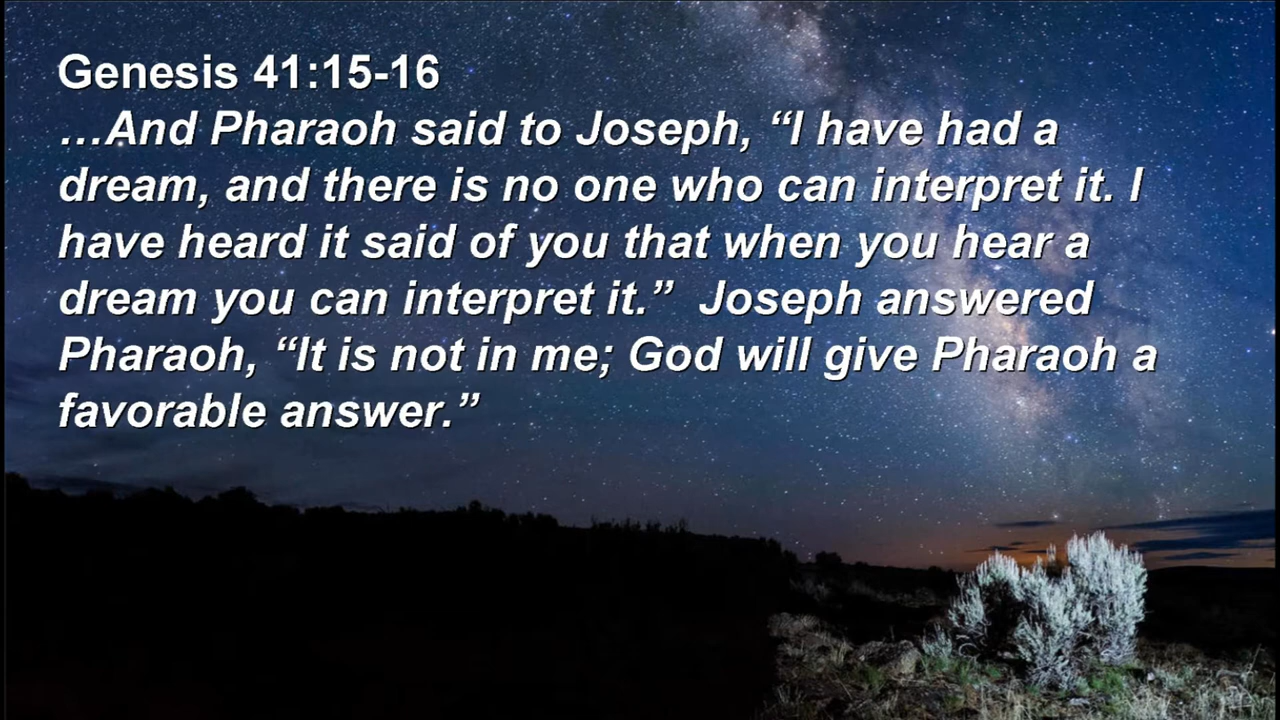 Genesis 41:15-16
…And Pharaoh said to Joseph, “I have had a
dream, and there is no one who can interpret it. I
have heard it said of you that when you hear a
dream you can interpret it.”  Joseph answered
Pharaoh, “It is not in me; God will give Pharaoh a
favorable answer.”